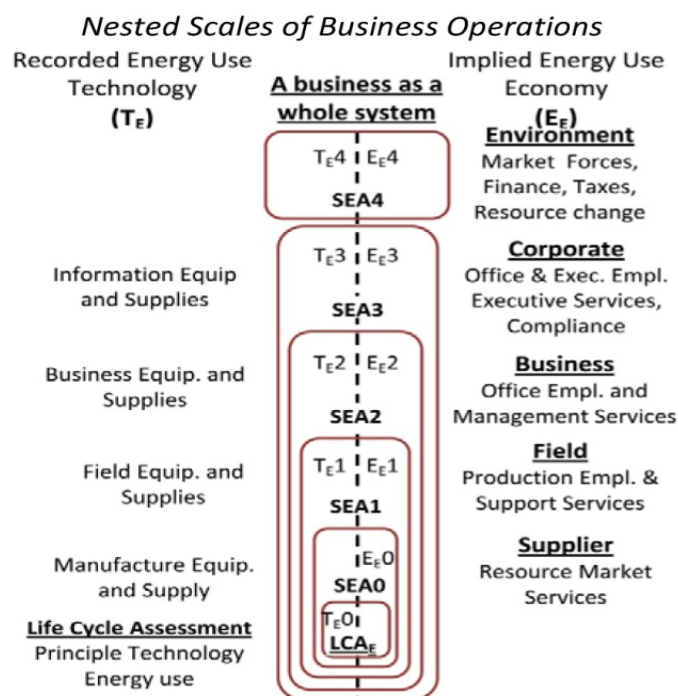 Nested Scales of Business Operations
Recorded Energy Use
Technology
(TE)
A business as a
whole system
Implied Energy Use
Economy
(EE)
TE4 EE4
SEA4
Environment
Market Forces,
Finance, Taxes,
Resource change
Information Equip
and Supplies
TE3 EE3
SEA3
Corporate
Office & Exec. Empl.
Executive Services,
Compliance
Business Equip. and
Supplies
TE2 EE2
SEA2
Business
Office Empl. and
Management Services
Field Equip. and
Supplies
TE1 EE1
SEA1
Field
Production Empl. &
Support Services
Manufacture Equip.
and Supply
EE0
SEA0
Supplier
Resource Market
Services
Life Cycle Assessment
Principle Technology
Energy use
TE0
LCAE